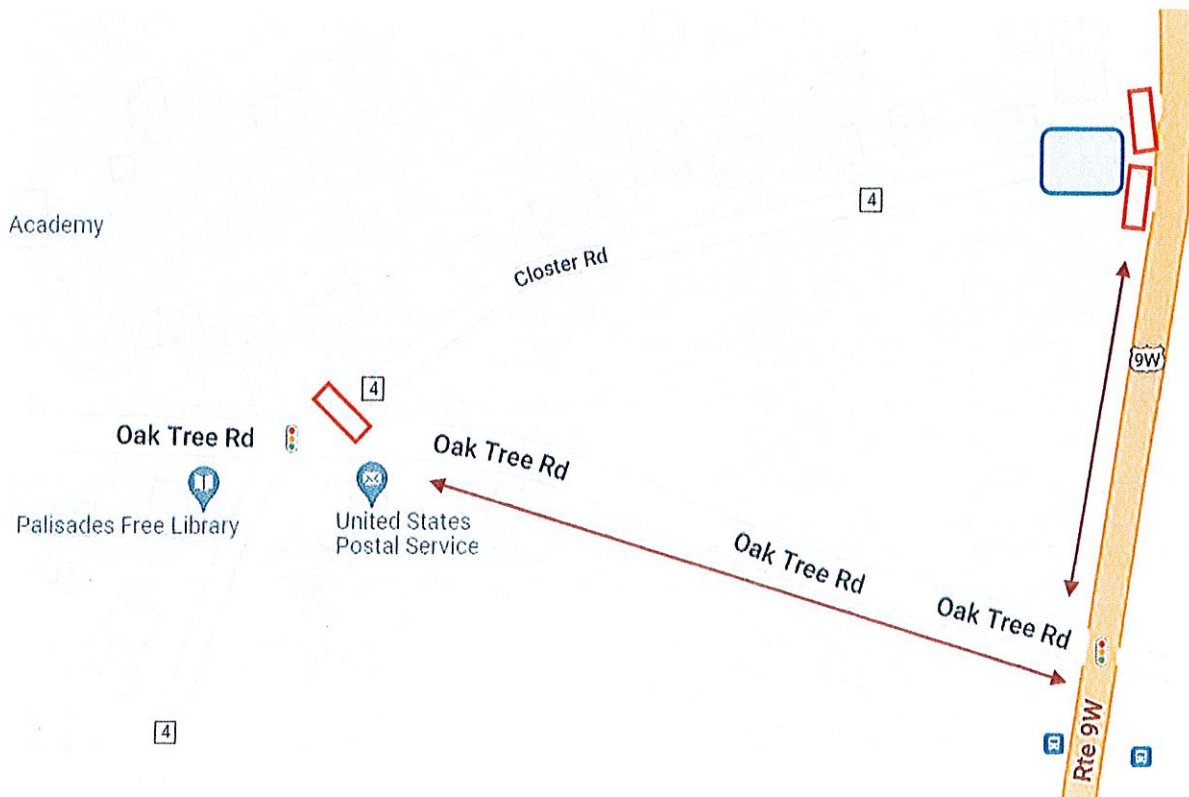 4
Academy
Closter Rd
9W
4
Oak Tree Rd
Oak Tree Rd
Palisades Free Library
United States
Postal Service
Oak Tree Rd
Oak Tree Rd
4
Rte 9W